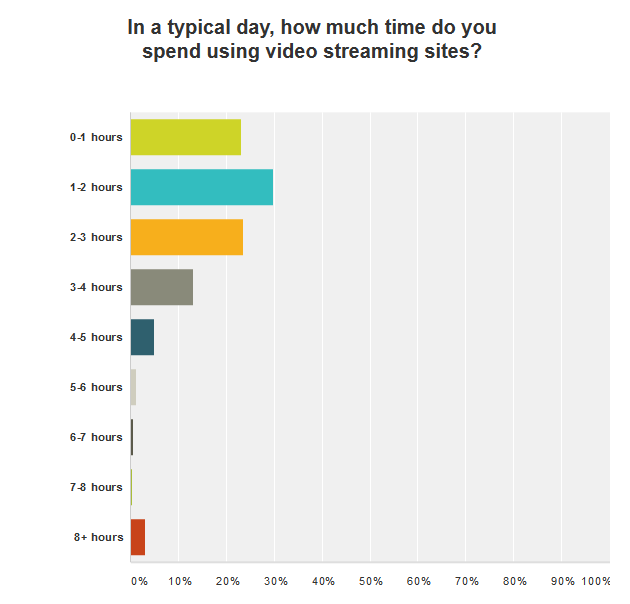 In a typical day, how much time do you
spend using video streaming sites?
0-1 hours
1-2 hours
2-3 hours
3-4 hours
4-5 hours
5-6 hours
6-7 hours
7-8 hours
8+ hours
0% 10% 20% 30% 40% 50% 60% 70% 80% 90% 100%